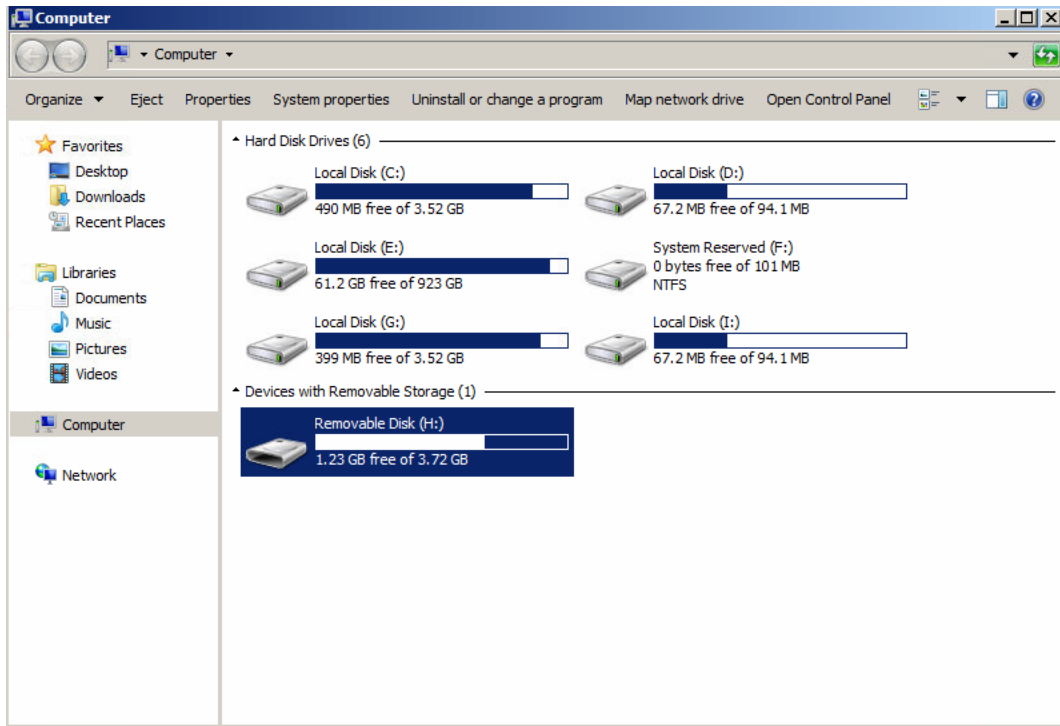 Computer
Computer
Organize Eject Properties System properties Uninstall or change a program Map network drive Open Control Panel
Favorites
Desktop
Downloads
Recent Places
Libraries
Documents
Music
Pictures
Videos
Computer
Network
Hard Disk Drives (6)
Local Disk (C:)
490 MB free of 3.52 GB
Local Disk (D:)
67.2 MB free of 94.1 MB
Local Disk (E:)
61.2 GB free of 923 GB
System Reserved (F:)
0 bytes free of 101 MB
NTFS
Local Disk (G:)
399 MB free of 3.52 GB
Local Disk (I:)
67.2 MB free of 94.1 MB
Devices with Removable Storage (1)
Removable Disk (H:)
1.23 GB free of 3.72 GB